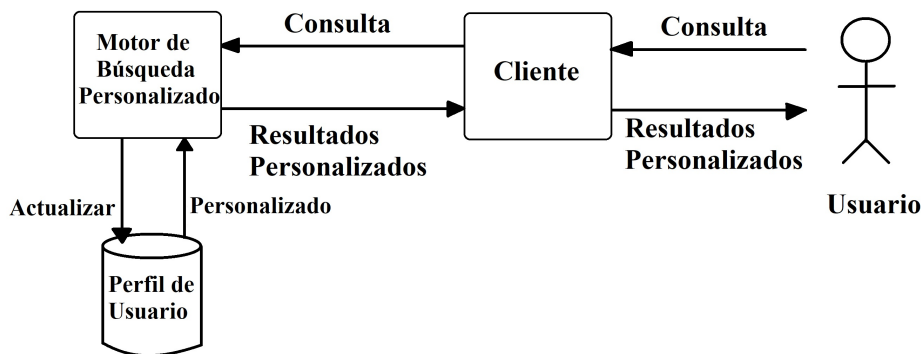 Motor de
Búsqueda
Personalizado
Consulta
Cliente
Consulta
Resultados
Personalizados
Resultados
Personalizados
Usuario
Actualizar
Personalizado
Perfil de
Usuario